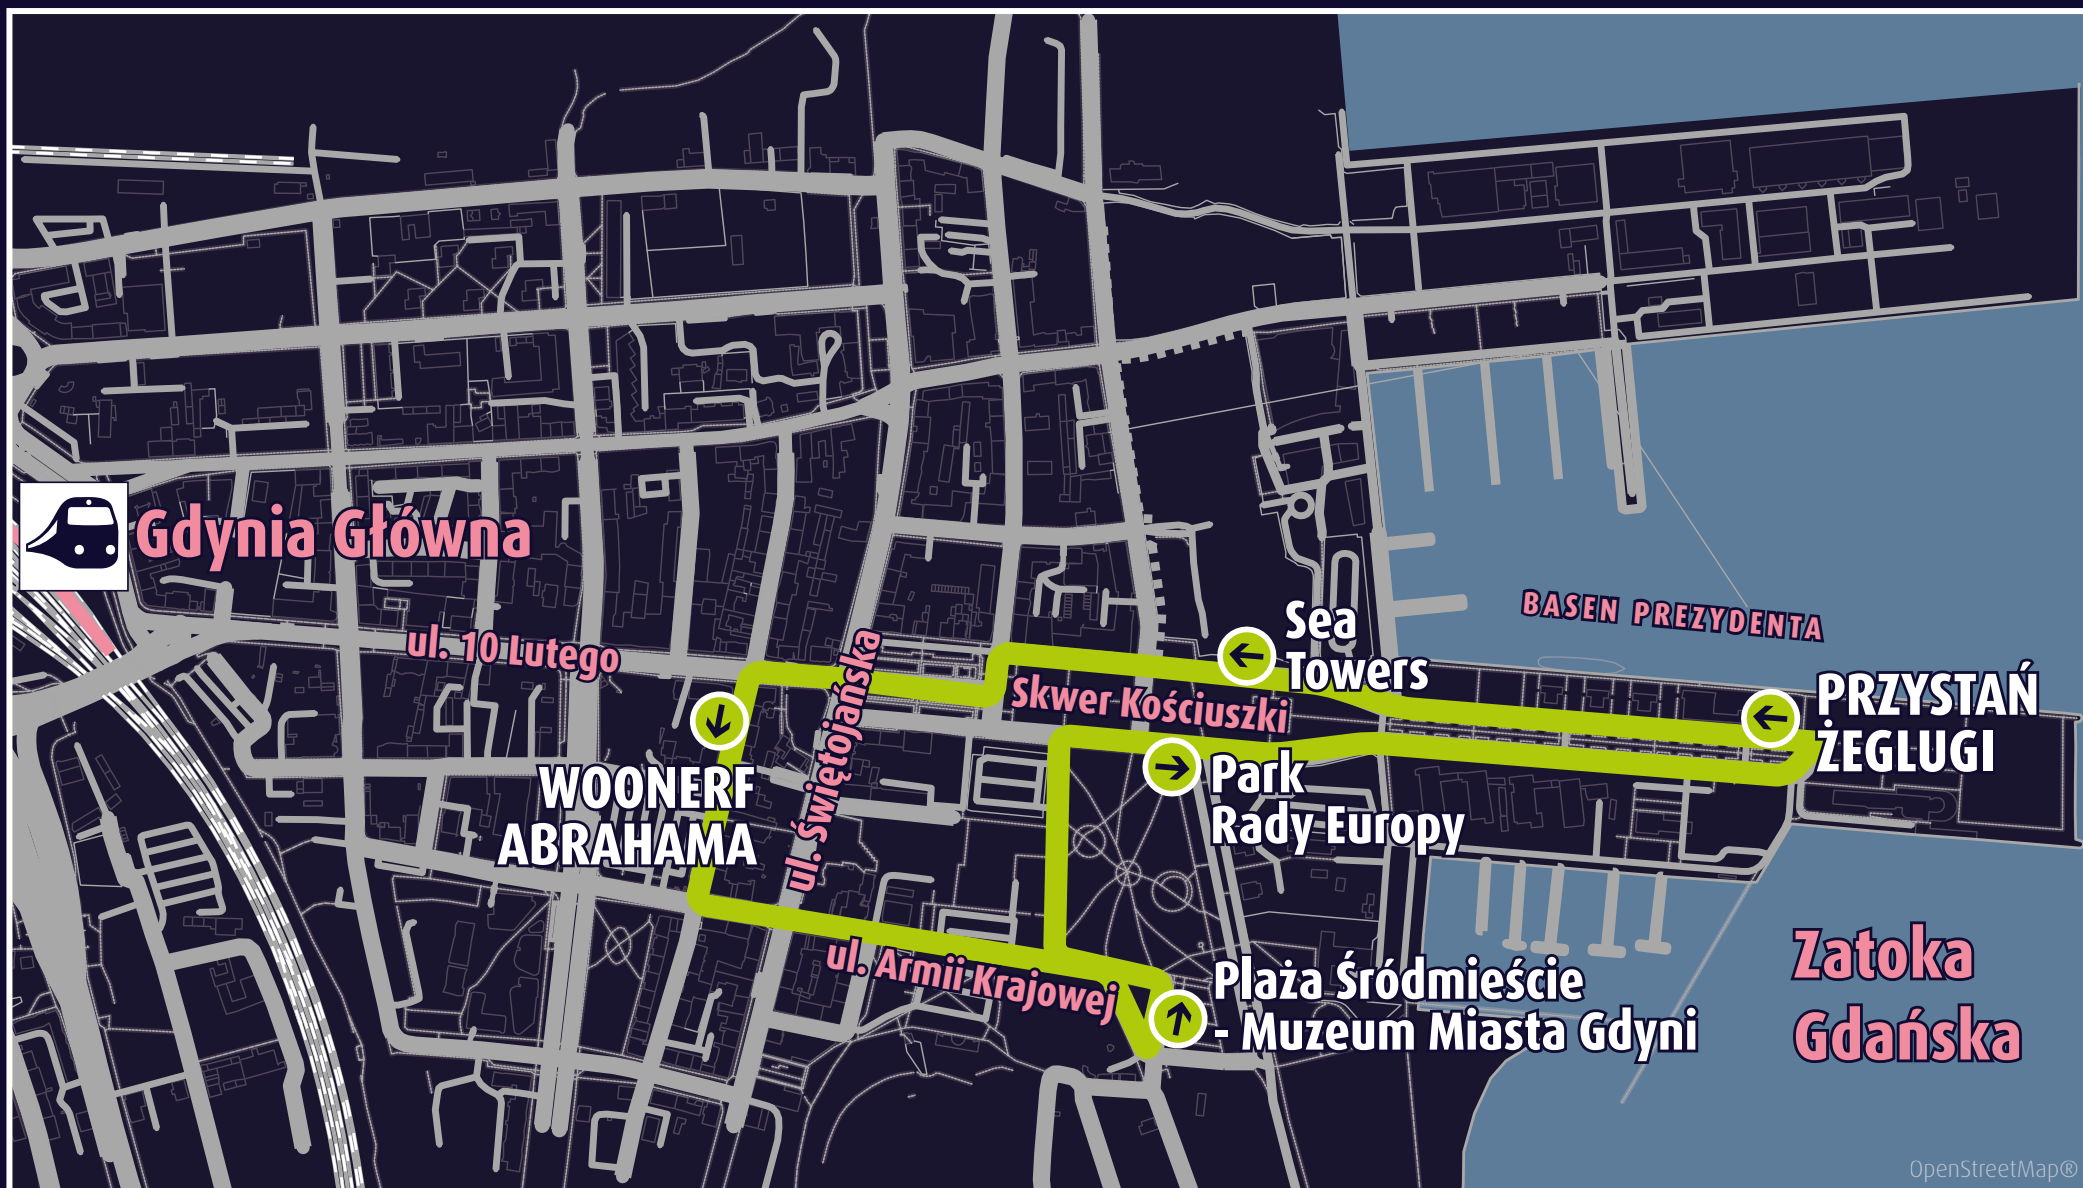 Gdynia Główna
ul. 10 Lutego
ul. Świętojańska
Sea
Towers
BASEN PREZYDENTA
Skwer Kościuszki
PRZYSTAŃ
ŻEGLUGI
WOONERF
ABRAHAMA
Park
Rady Europy
ul. Armii Krajowej
Plaża Śródmieście
- Muzeum Miasta Gdyni
Zatoka
Gdańska
OpenStreetMap®